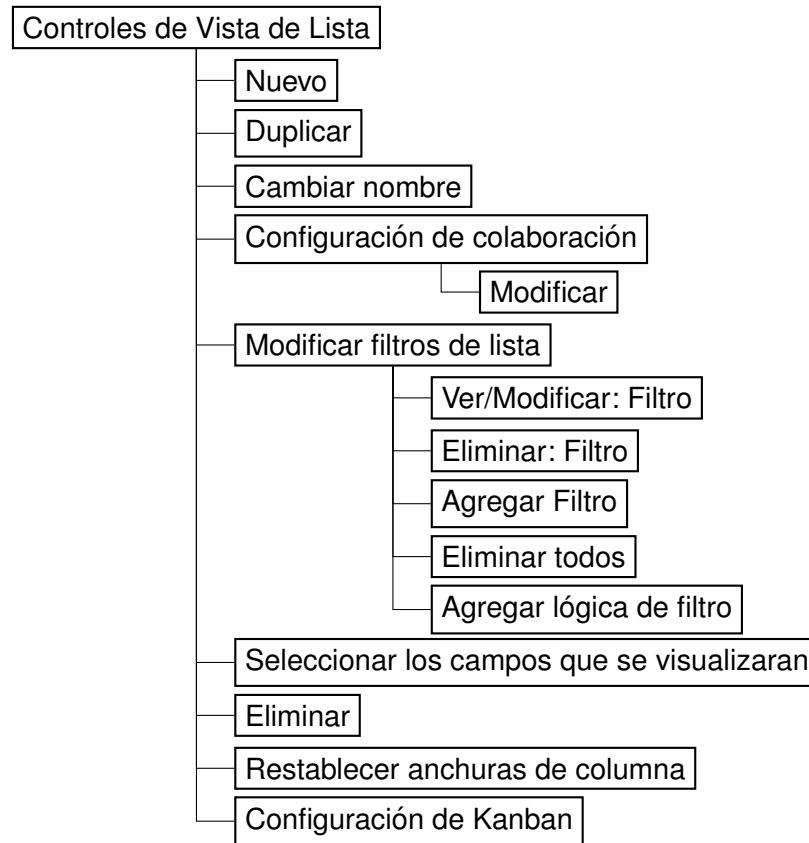 Controles de Vista de Lista
Nuevo
Duplicar
Cambiar nombre
Configuración de colaboración
Modificar
Modificar filtros de lista
Ver/Modificar: Filtro
Eliminar: Filtro
Agregar Filtro
Eliminar todos
Agregar lógica de filtro
Seleccionar los campos que se visualizaran
Eliminar
Restablecer anchuras de columna
Configuración de Kanban